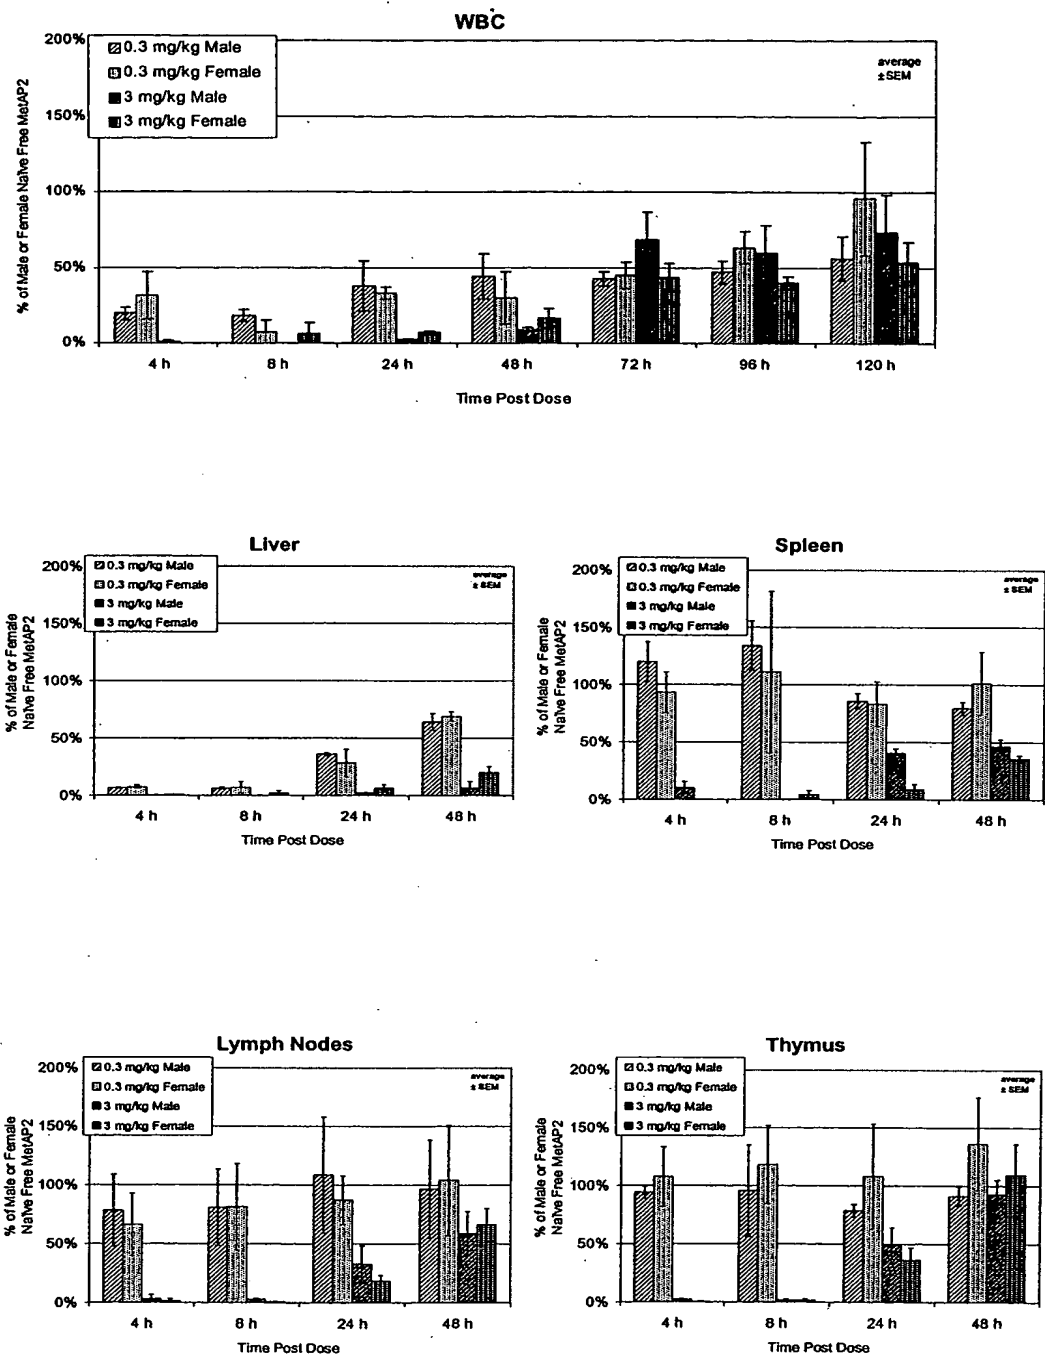 WBC
200%
150%
100%
50%
0%
% of Male or Female Naïve Free MetAP2
0.3 mg/kg Male
0.3 mg/kg Female
3 mg/kg Male
3 mg/kg Female
average
±SEM
4 h 8 h 24 h 48 h 72 h 96 h 120 h
Time Post Dose
Liver
200%
150%
100%
50%
0%
% of Male or Female
Naïve Free MetAP2
0.3 mg/kg Male
0.3 mg/kg Female
3 mg/kg Male
3 mg/kg Female
average
± SEM
4 h 8 h 24 h 48 h
Time Post Dose
Spleen
200%
150%
100%
50%
0%
% of Male or Female
Naïve Free MetAP2
0.3 mg/kg Male
0.3 mg/kg Female
3 mg/kg Male
3 mg/kg Female
average
± SEM
4 h 8 h 24 h 48 h
Time Post Dose
Lymph Nodes
200%
150%
100%
50%
0%
% of Male or Female
Naïve Free MetAP2
0.3 mg/kg Male
0.3 mg/kg Female
3 mg/kg Male
3 mg/kg Female
average
± SEM
4 h 8 h 24 h 48 h
Time Post Dose
Thymus
200%
150%
100%
50%
0%
% of Male or Female
Naïve Free MetAP2
0.3 mg/kg Male
0.3 mg/kg Female
3 mg/kg Male
3 mg/kg Female
average
± SEM
4 h 8 h 24 h 48 h
Time Post Dose